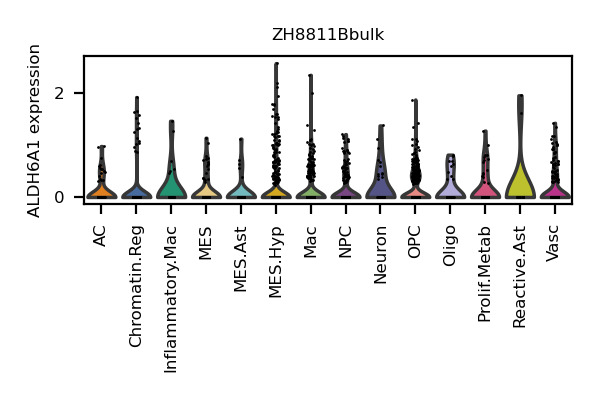 ZH8811Bbulk
ALDH6A1 expression
2
0
AC
Chromatin.Reg
Inflammatory.Mac
MES
MES.Ast
MES.Hyp
Mac
NPC
Neuron
OPC
Oligo
Prolif.Metab
Reactive.Ast
Vasc